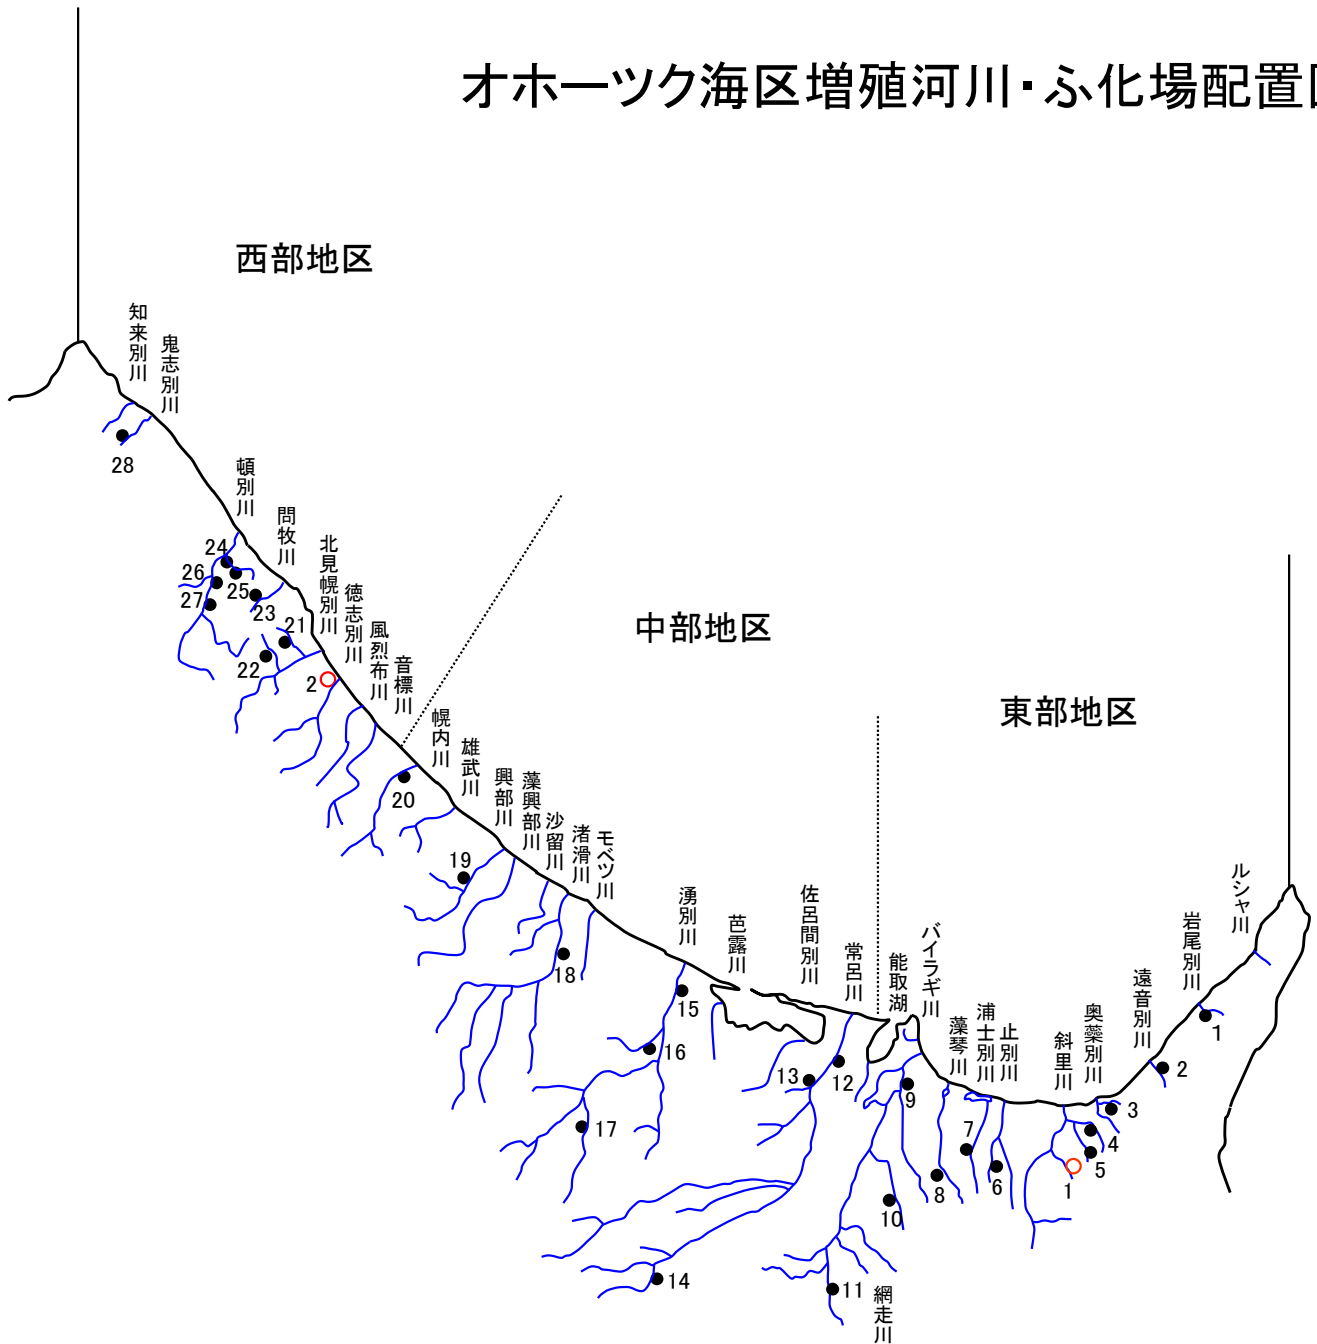 オホーツク海区増殖河川・ふ化場配置
西部地区
知来別川
鬼志別川
28
頓別川
問牧川
北見幌別川
徳志別川
風烈布川
音標川
24
26
25
27
23
21
22
2
中部地区
幌内川
雄武川
興部川
藻興部川
沙留川
渚滑川
モベツ川
湧別川
芭露川
佐呂間別川
常呂川
20
19
18
15
16
17
13
12
14
東部地区
能取湖
バイラギ川
藻琴川
浦士別川
止別川
斜里川
奥蘂別川
遠音別川
岩尾別川
ルシャ川
1
2
3
4
5
1
6
7
8
9
10
11
網走川